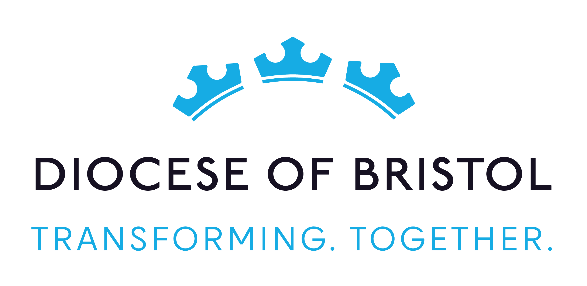 DIOCESE OF BRISTOL
TRANSFORMING. TOGETHER.